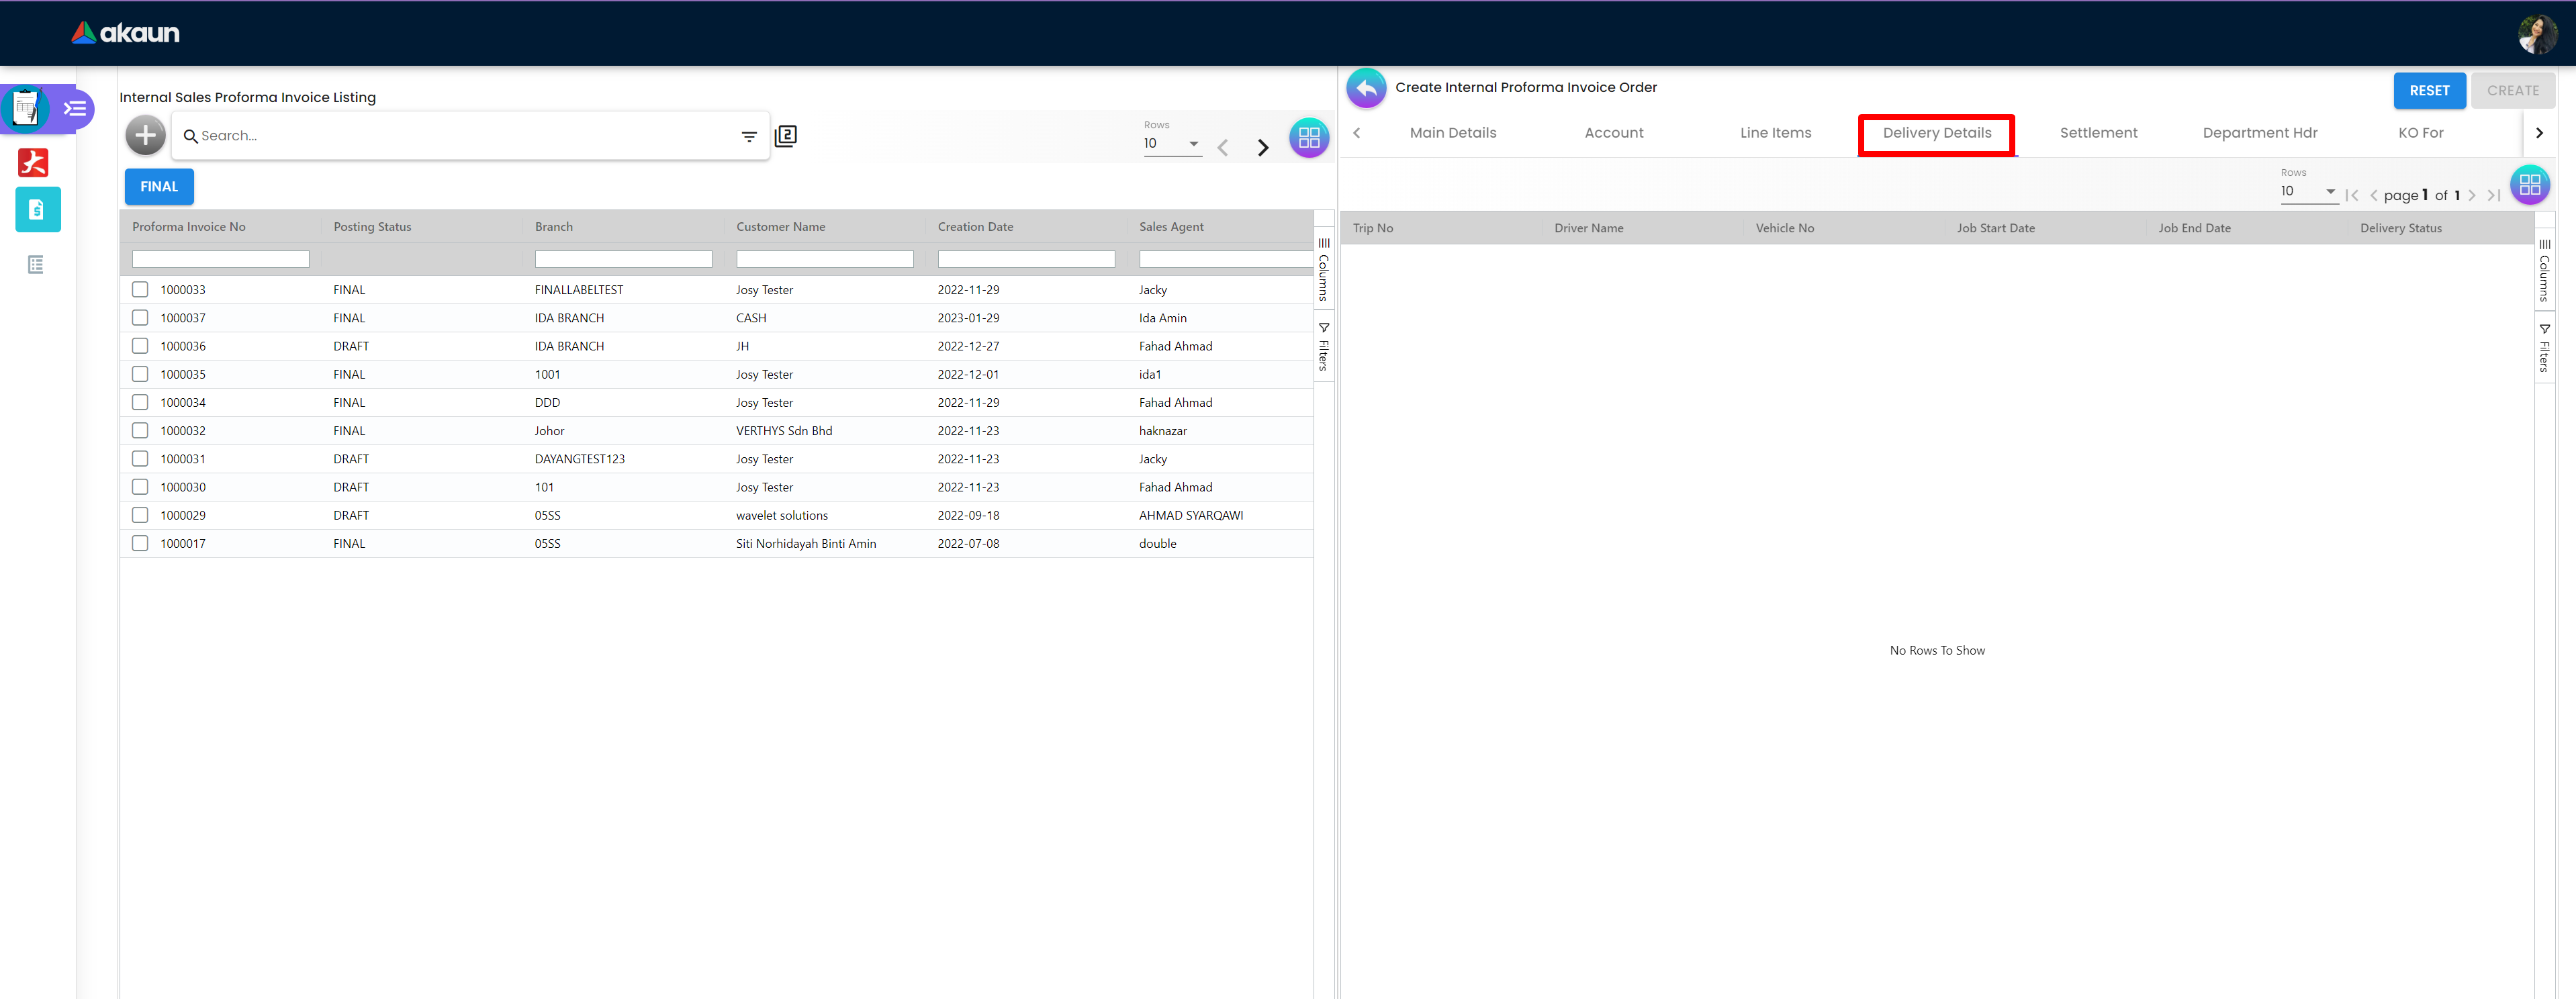 akaun
Internal Sales Proforma Invoice Listing
Search...
2
Rows
10
FINAL
Proforma Invoice No Posting Status Branch Customer Name Creation Date Sales Agent
1000033 FINAL FINALLABELTEST Josy Tester 2022-11-29 Jacky
1000037 FINAL IDA BRANCH CASH 2023-01-29 Ida Amin
1000036 DRAFT IDA BRANCH JH 2022-12-27 Fahad Ahmad
1000035 FINAL 1001 Josy Tester 2022-12-01 ida1
1000034 FINAL DDD Josy Tester 2022-11-29 Fahad Ahmad
1000032 FINAL Johor VERTHYS Sdn Bhd 2022-11-23 haknazar
1000031 DRAFT DAYANGTEST123 Josy Tester 2022-11-23 Jacky
1000030 DRAFT 101 Josy Tester 2022-11-23 Fahad Ahmad
1000029 DRAFT 05SS wavelet solutions 2022-09-18 AHMAD SYARQAWI
1000017 FINAL 05SS Siti Norhidayah Binti Amin 2022-07-08 double
Columns
Filters
Create Internal Proforma Invoice Order
RESET CREATE
Main Details Account Line Items Delivery Details Settlement Department Hdr KO For
Rows
10
page 1 of 1
Trip No Driver Name Vehicle No Job Start Date Job End Date Delivery Status
Columns
Filters
No Rows To Show